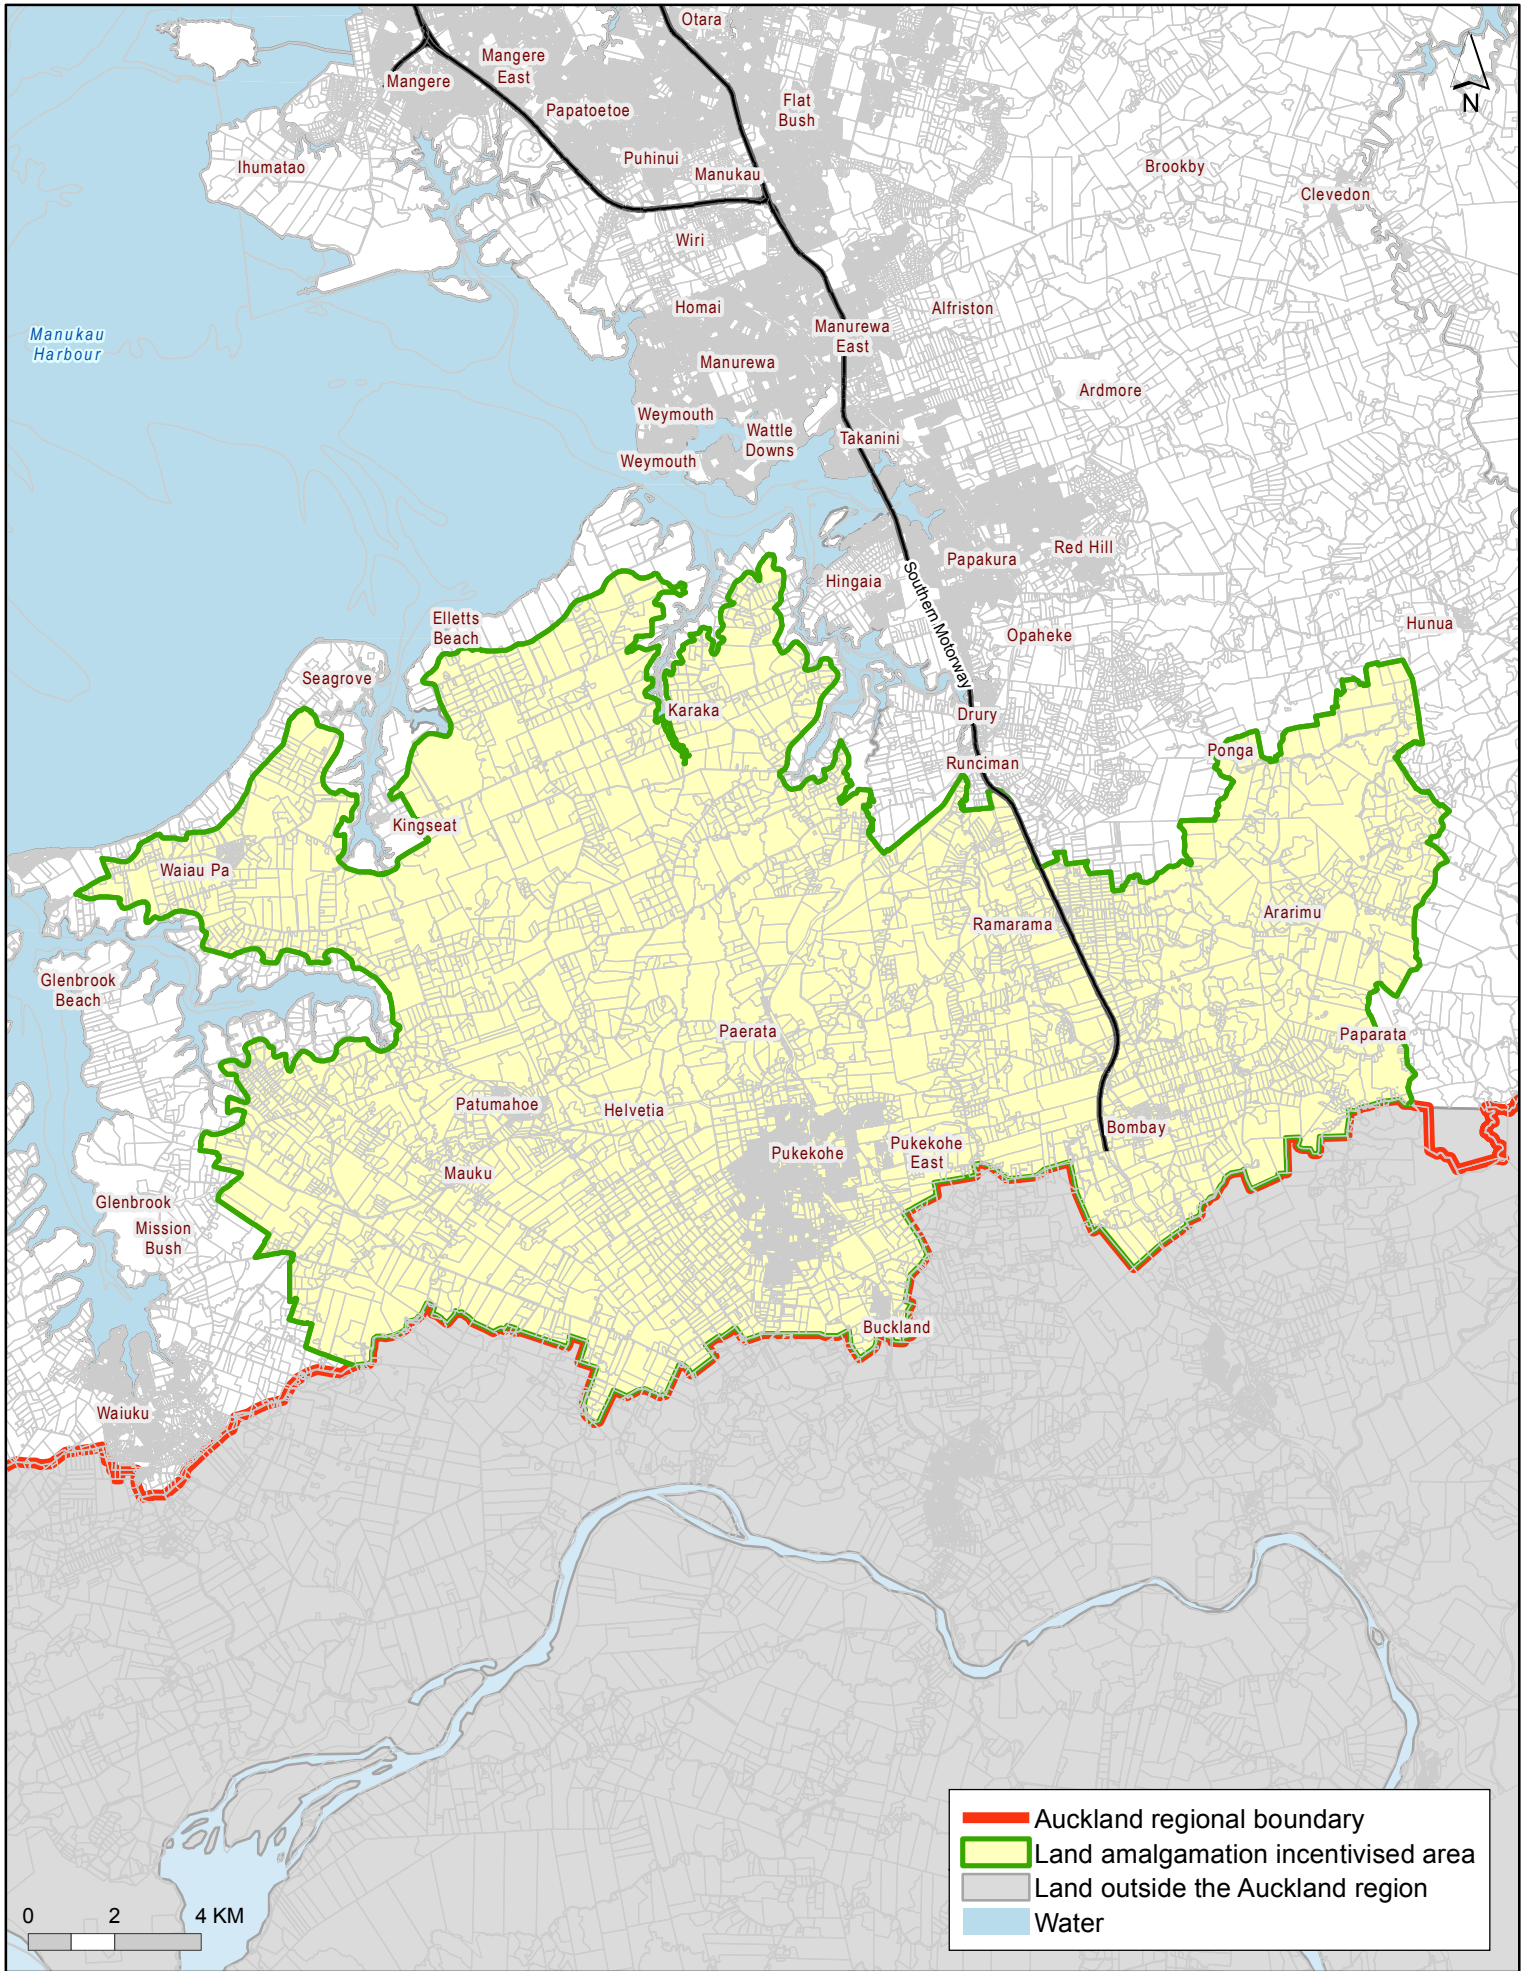 Otara
Mangere
East
Mangere
Papatoetoe
Flat
Bush
N
Ihumatao
Puhinui
Manukau
Brookby
Clevedon
Wiri
Homai
Alfriston
Manukau
Harbour
Manurewa
East
Manurewa
Ardmore
Weymouth
Wattle
Downs
Takanini
Weymouth
Red Hill
Papakura
Hingaia
Southern Motorway
Elletts
Beach
Opaheke
Hunua
Seagrove
Karaka
Drury
Ponga
Runciman
Kingseat
Waiau Pa
Ararimu
Ramarama
Glenbrook
Beach
Paerata
Paparata
Patumahoe
Helvetia
Bombay
Pukekohe
Pukekohe
East
Mauku
Glenbrook
Mission
Bush
Buckland
Waiuku
Auckland regional boundary
Land amalgamation incentivised area
Land outside the Auckland region
Water
0 2 4 KM